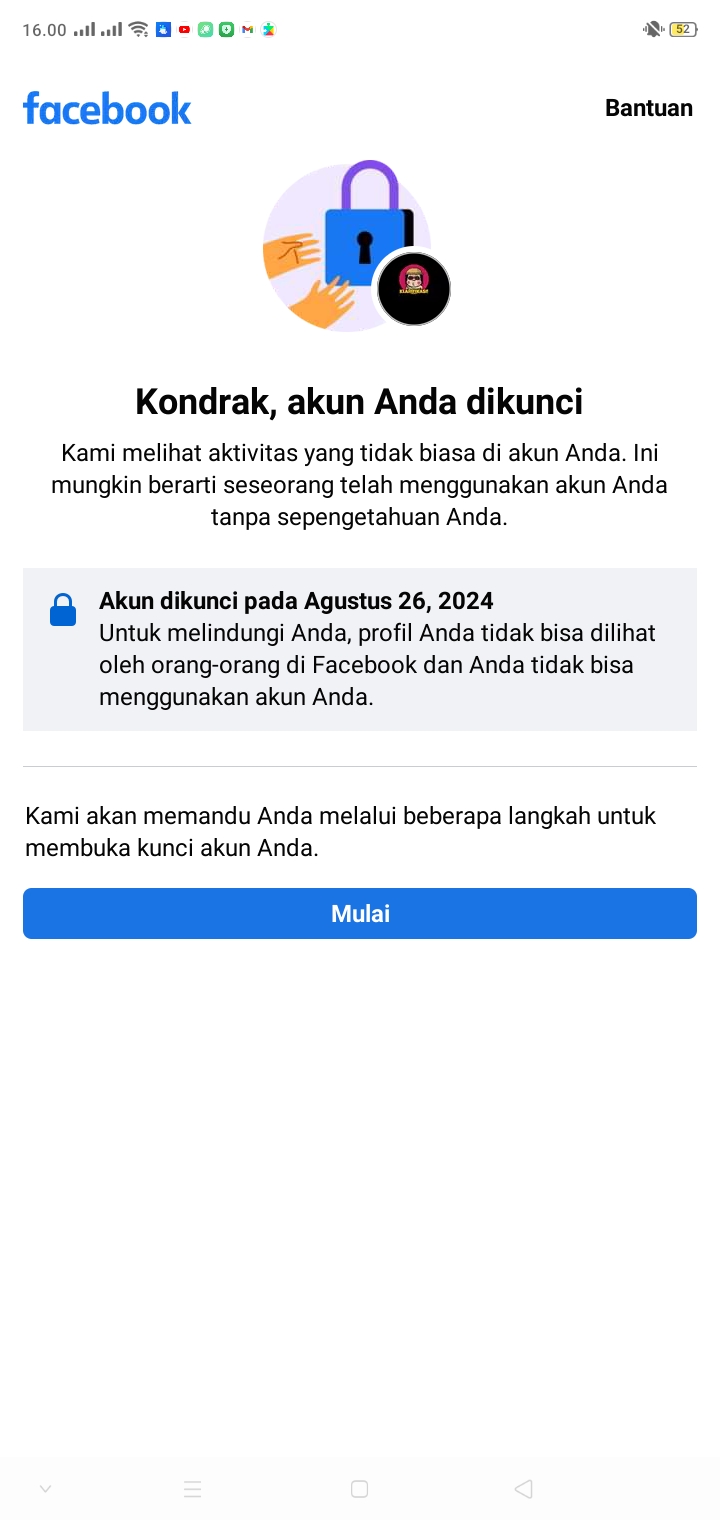 16.00
52
facebook
Bantuan
Kondrak, akun Anda dikunci
Kami melihat aktivitas yang tidak biasa di akun Anda. Ini
mungkin berarti seseorang telah menggunakan akun Anda
tanpa sepengetahuan Anda.
Akun dikunci pada Agustus 26, 2024
Untuk melindungi Anda, profil Anda tidak bisa dilihat
oleh orang-orang di Facebook dan Anda tidak bisa
menggunakan akun Anda.
Kami akan memandu Anda melalui beberapa langkah untuk
membuka kunci akun Anda.
Mulai